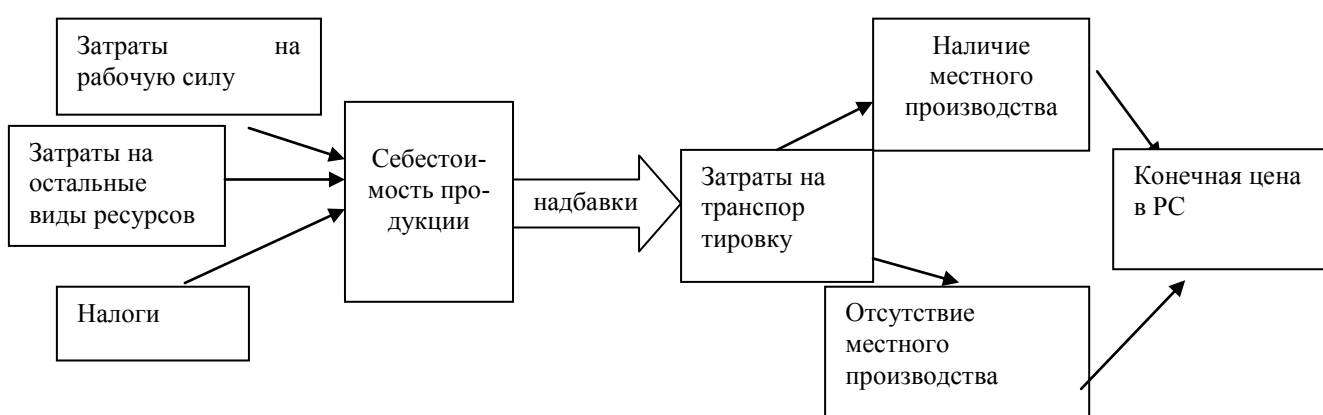 Затраты на
рабочую силу
Затраты на
остальные
виды ресурсов
Налоги
Себестои-
мость про-
дукции
надбавки
Затраты на
транспор
тировку
Наличие
местного
производства
Отсутствие
местного
производства
Конечная цена
в РС